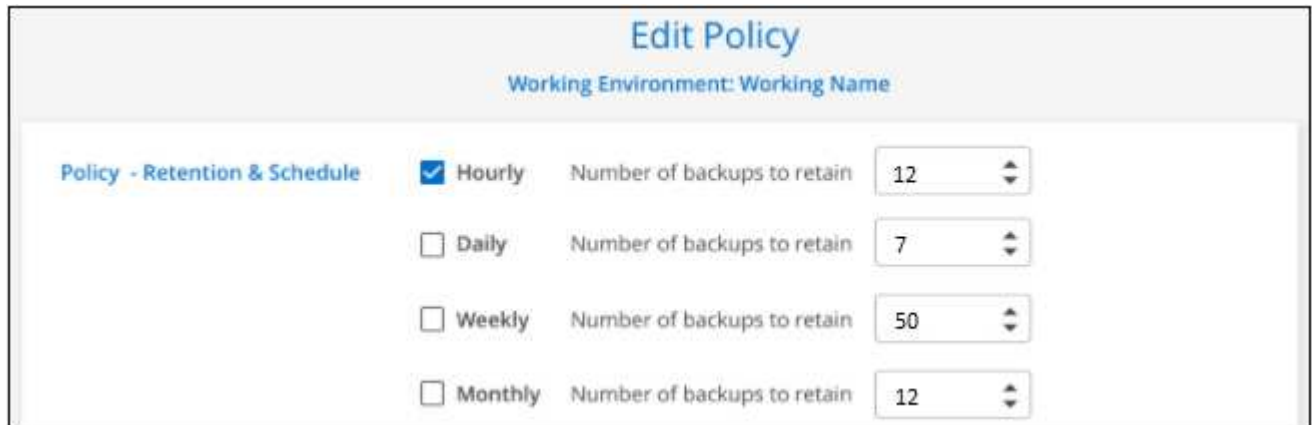 Edit Policy
Working Environment: Working Name
Policy - Retention & Schedule Hourly Number of backups to retain 12
Daily Number of backups to retain 7
Weekly Number of backups to retain 50
Monthly Number of backups to retain 12